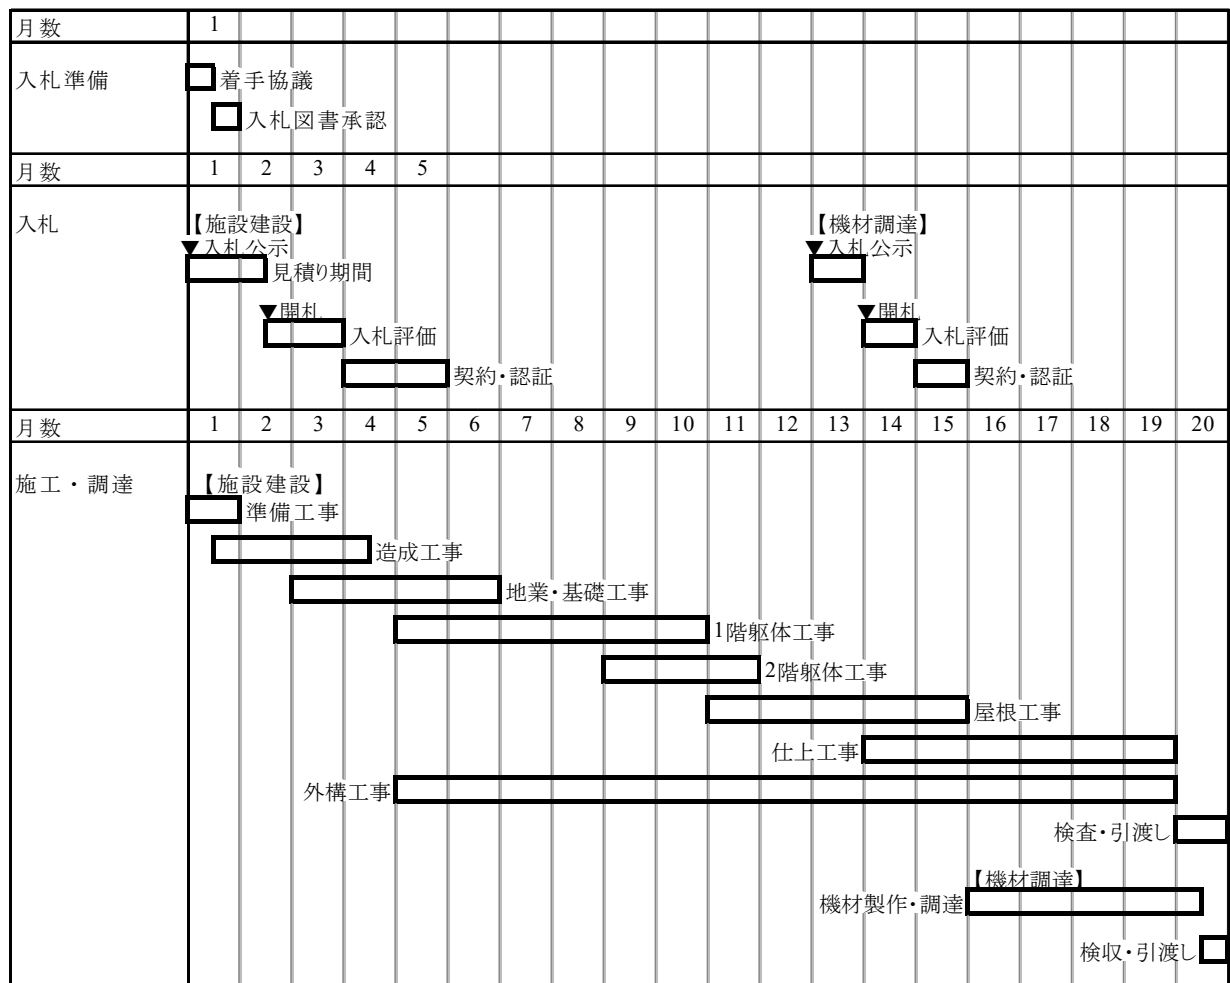 月数 1
入札準備 着手協議
入札図書承認
月数 1 2 3 4 5
入札 【施設建設】 【機材調達】
▼入札公示 ▼入札公示
見積り期間
▼開札 ▼開札
入札評価 入札評価
契約・認証 契約・認証
月数 1 2 3 4 5 6 7 8 9 10 11 12 13 14 15 16 17 18 19 20
施工・調達 【施設建設】
準備工事
造成工事
地業・基礎工事
1階躯体工事
2階躯体工事
屋根工事
仕上工事
外構工事
検査・引渡し
【機材調達】
機材製作・調達
検収・引渡し